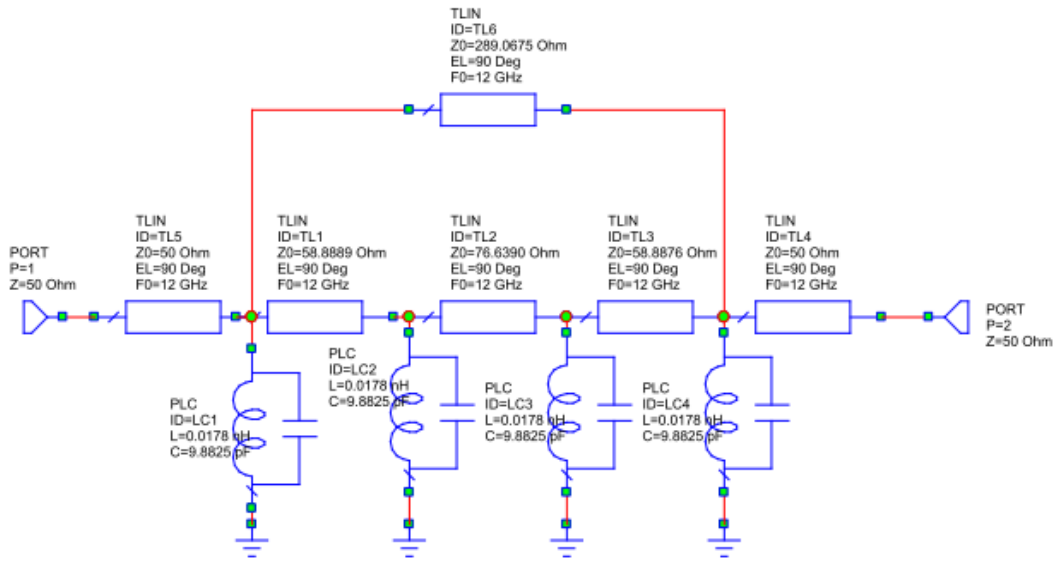 TLIN
ID=TL6
Z0=289.0675 Ohm
EL=90 Deg
F0=12 GHz
PORT
P=1
Z=50 Ohm
TLIN
ID=TL5
Z0=50 Ohm
EL=90 Deg
F0=12 GHz
TLIN
ID=TL1
Z0=58.8889 Ohm
EL=90 Deg
F0=12 GHz
TLIN
ID=TL2
Z0=76.6390 Ohm
EL=90 Deg
F0=12 GHz
TLIN
ID=TL3
Z0=58.8876 Ohm
EL=90 Deg
F0=12 GHz
TLIN
ID=TL4
Z0=50 Ohm
EL=90 Deg
F0=12 GHz
PORT
P=2
Z=50 Ohm
PLC
ID=LC1
L=0.0178 nH
C=9.8825 pF
PLC
ID=LC2
L=0.0178 nH
C=9.8825 pF
PLC
ID=LC3
L=0.0178 nH
C=9.8825 pF
PLC
ID=LC4
L=0.0178 nH
C=9.8825 pF